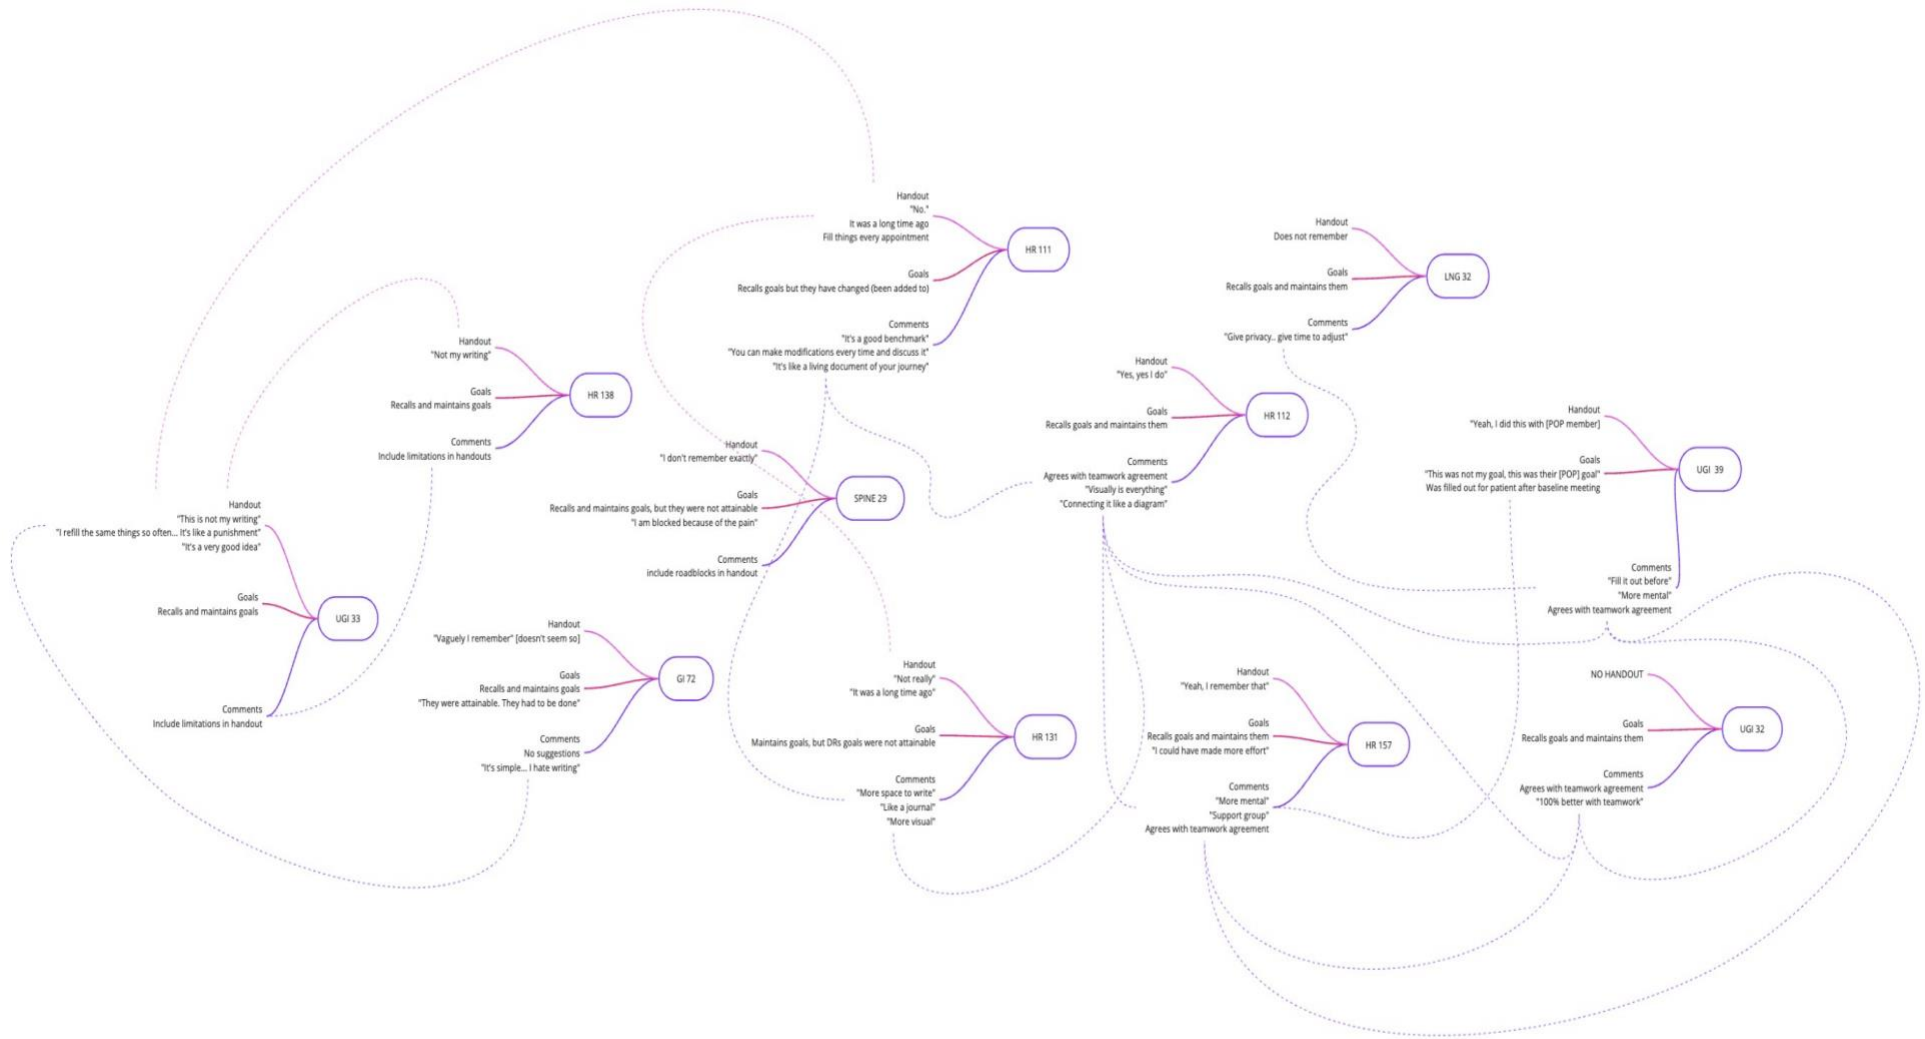 Handout
"No."
It was a long time ago
Fill things every appointment
HR 111
Goals
Recalls goals but they have changed (been added to)
Comments
"It's a good benchmark"
"You can make modifications every time and discuss it"
"It's like a living document of your journey"
Handout
Does not remember
LNG 32
Goals
Recalls goals and maintains them
Comments
"Give privacy.. give time to adjust"
Handout
"Not my writing"
HR 138
Goals
Recalls and maintains goals
Comments
Include limitations in handouts
Handout
"Yes, yes I do"
HR 112
Goals
Recalls goals and maintains them
Comments
Agrees with teamwork agreement
"Visually is everything"
"Connecting it like a diagram"
Handout
"Yeah, I did this with [POP member]
UGI 39
Goals
"This was not my goal, this was their [POP] goal"
Was filled out for patient after baseline meeting
Comments
"Fill it out before"
"More mental"
Agrees with teamwork agreement
Handout
"I don't remember exactly"
SPINE 29
Goals
Recalls and maintains goals, but they were not attainable
"I am blocked because of the pain"
Comments
include roadblocks in handout
Handout
"This is not my writing"
"I refill the same things so often... It's like a punishment"
"It's a very good idea"
UGI 33
Goals
Recalls and maintains goals
Comments
Include limitations in handout
Handout
"Vaguely I remember" [doesn't seem so]
GI 72
Goals
Recalls and maintains goals
"They were attainable. They had to be done"
Comments
No suggestions
"It's simple... I hate writing"
Handout
"Not really"
"It was a long time ago"
HR 131
Goals
Maintains goals, but DRs goals were not attainable
Comments
"More space to write"
"Like a journal"
"More visual"
Handout
"Yeah, I remember that"
HR 157
Goals
Recalls goals and maintains them
"I could have made more effort"
Comments
"More mental"
"Support group"
Agrees with teamwork agreement
NO HANDOUT
UGI 32
Goals
Recalls goals and maintains them
Comments
Agrees with teamwork agreement
"100% better with teamwork"